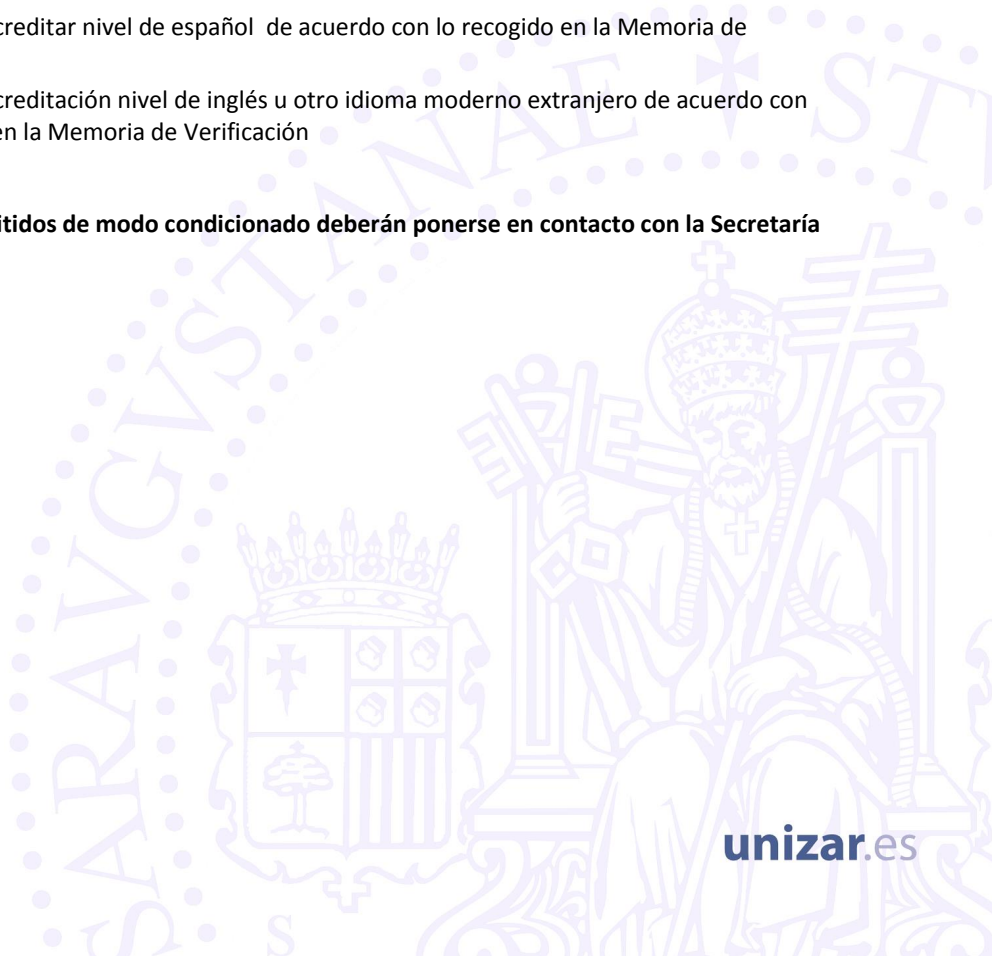 creditar nivel de español de acuerdo con lo recogido en la Memoria de
creditación nivel de inglés u otro idioma moderno extranjero de acuerdo con
en la Memoria de Verificación
itidos de modo condicionado deberán ponerse en contacto con la Secretaría
SARAVGVSTANAE STV
S
unizar.es